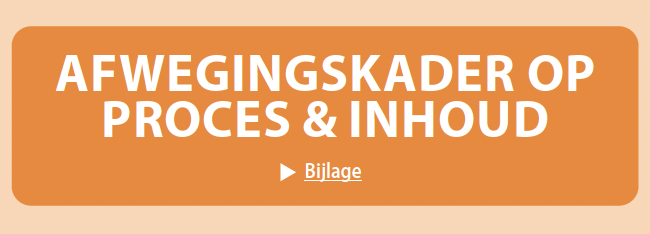 AFWEGINGSKADER OP
PROCES & INHOUD
▶ Bijlage